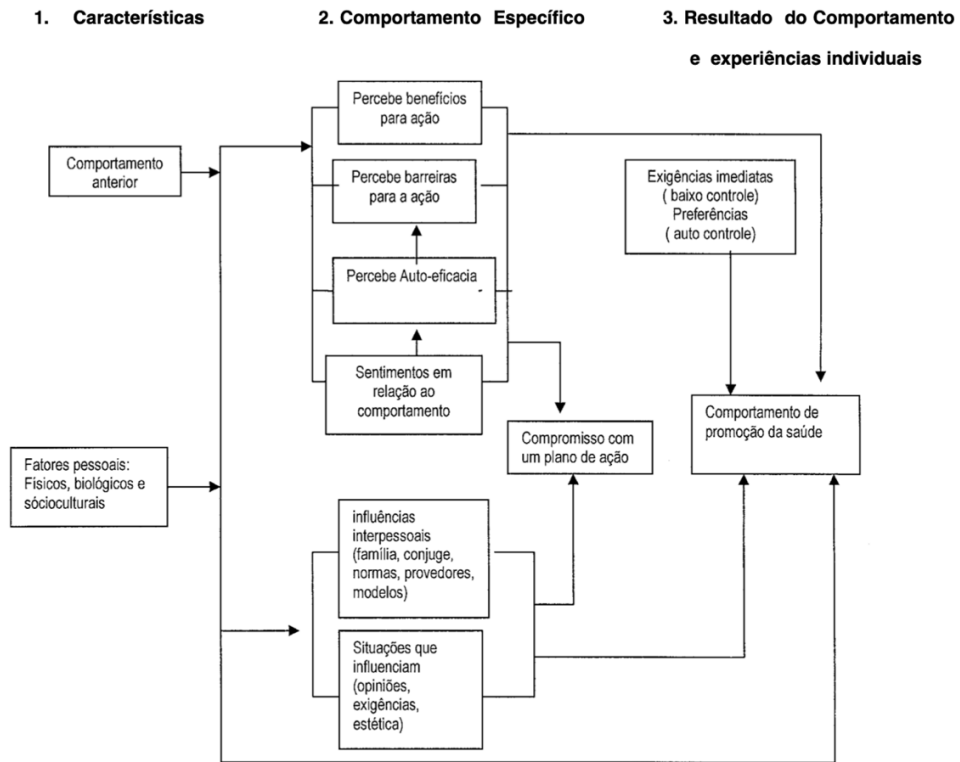 1. Características
2. Comportamento Específico
3. Resultado do Comportamento
e experiências individuais
Comportamento
anterior
Fatores pessoais:
Fisicos, biológicos e
sócioculturais
Percebe benefícios
para ação
Percebe barreiras
para a ação
Percebe Auto-eficacia
Sentimentos em
relação ao
comportamento
influências
interpessoais
(família, conjuge,
normas, provedores,
modelos)
Situações que
influenciam
(opiniões,
exigências,
estética)
Compromisso com
um plano de ação
Exigências imediatas
( baixo controle)
Preferências
( auto controle)
Comportamento de
promoção da saúde